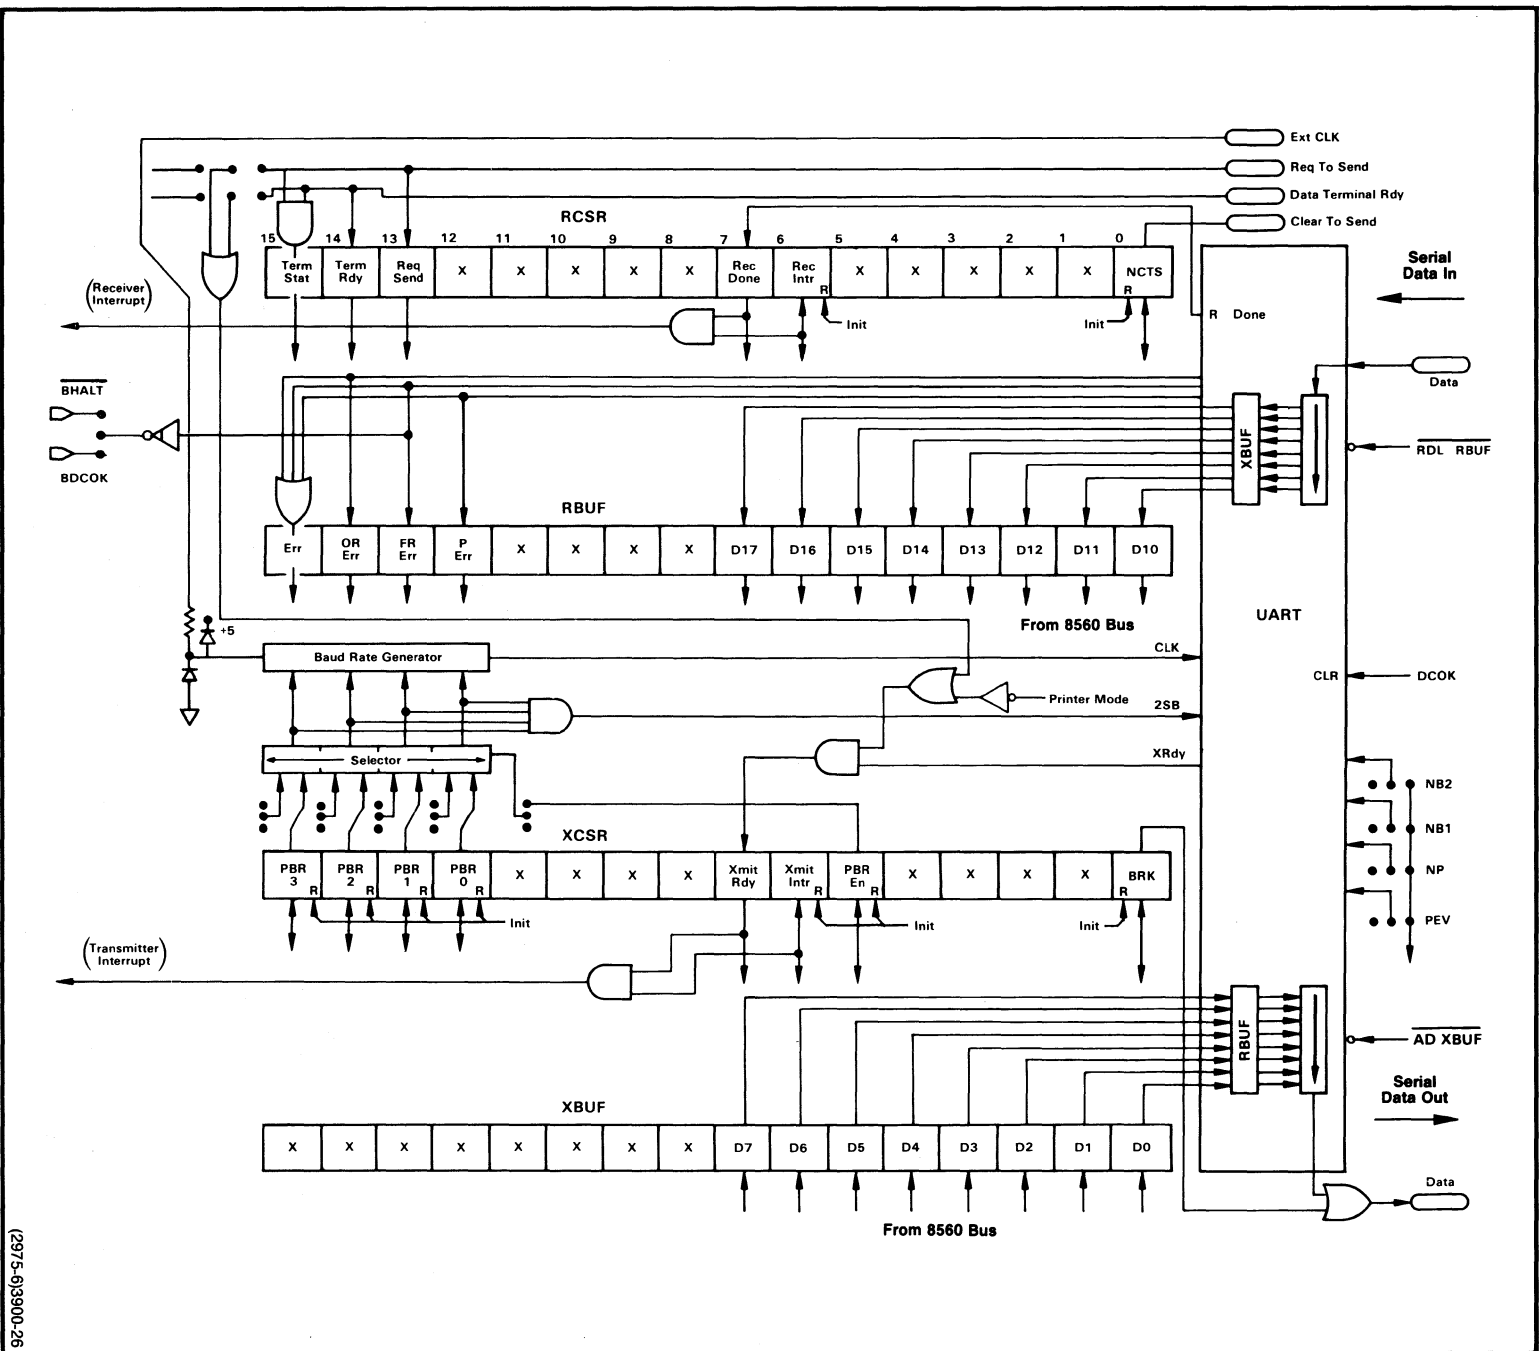 Ext CLK
Req To Send
Data Terminal Rdy
Clear To Send
RCSR
15 14 13 12 11 10 9 8 7 6 5 4 3 2 1 0
Term Stat
Term Rdy
Req Send
X X X X X
Rec Done
Rec Intr
R
X X X X X
NCTS
R
Init
Init
(Receiver Interrupt)
Serial Data In
R Done
Data
BHALT
BDCOK
XBUF
RDL RBUF
RBUF
Err
OR Err
FR Err
P Err
X X X X
D17 D16 D15 D14 D13 D12 D11 D10
From 8560 Bus
UART
+5
Baud Rate Generator
CLK
CLR
DCOK
Printer Mode
2SB
XRdy
Selector
NB2
NB1
NP
PEV
XCSR
PBR 3
R
PBR 2
R
PBR 1
R
PBR 0
R
X X X X
Xmit Rdy
Xmit Intr
R
PBR En
R
X X X X
BRK
R
Init
Init
Init
(Transmitter Interrupt)
RBUF
AD XBUF
Serial Data Out
XBUF
X X X X X X X X D7 D6 D5 D4 D3 D2 D1 D0
From 8560 Bus
Data
(2975-6)3900-26